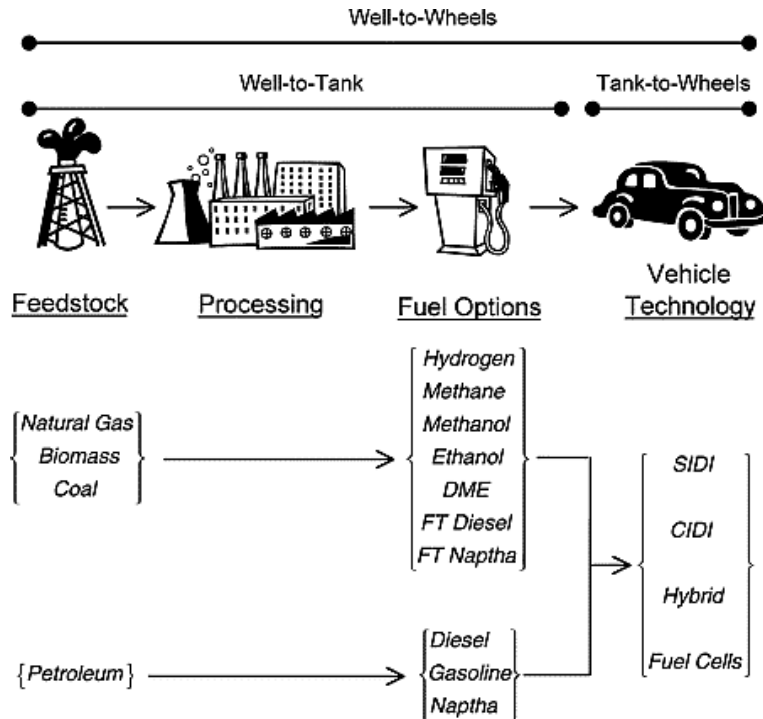 Well-to-Wheels
Well-to-Tank
Tank-to-Wheels
Feedstock
Processing
Fuel Options
Vehicle
Technology
Natural Gas
Biomass
Coal
Hydrogen
Methane
Methanol
Ethanol
DME
FT Diesel
FT Naptha
{Petroleum}
Diesel
Gasoline
Naptha
SIDI
CIDI
Hybrid
Fuel Cells